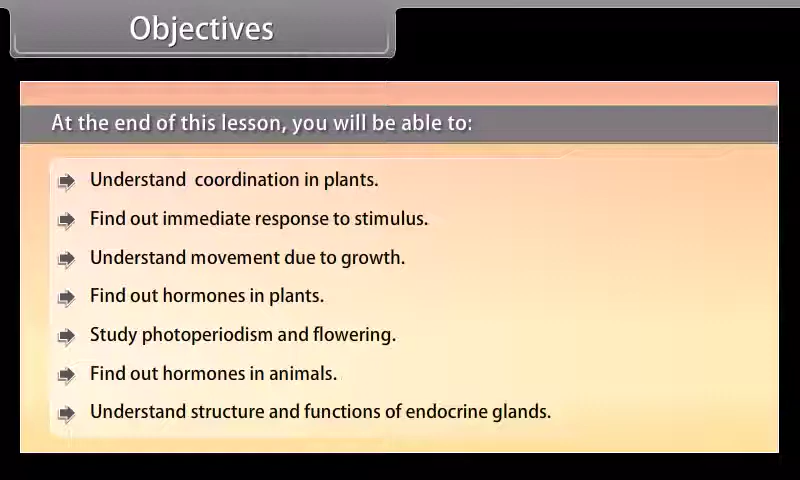 Objectives
At the end of this lesson, you will be able to:
Understand  coordination in plants.
Find out immediate response to stimulus.
Understand movement due to growth.
Find out hormones in plants.
Study photoperiodism and flowering.
Find out hormones in animals.
Understand structure and functions of endocrine glands.